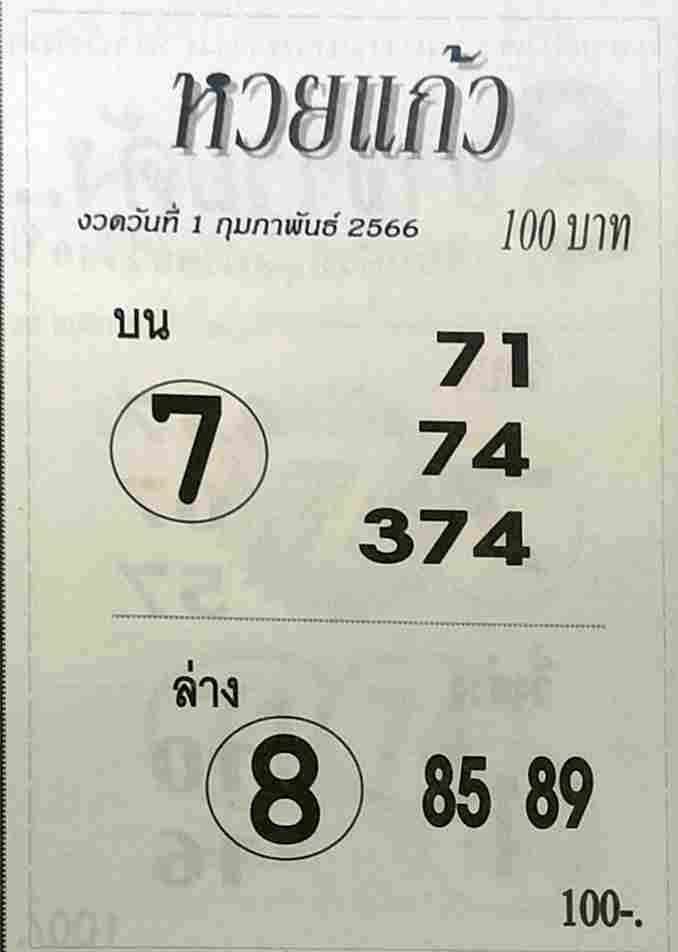 หวยแก้ว
งวดวันที่ 1 กุมภาพันธ์ 2566 100 บาท
บน
7
71
74
374
ล่าง
8 85 89
100-.